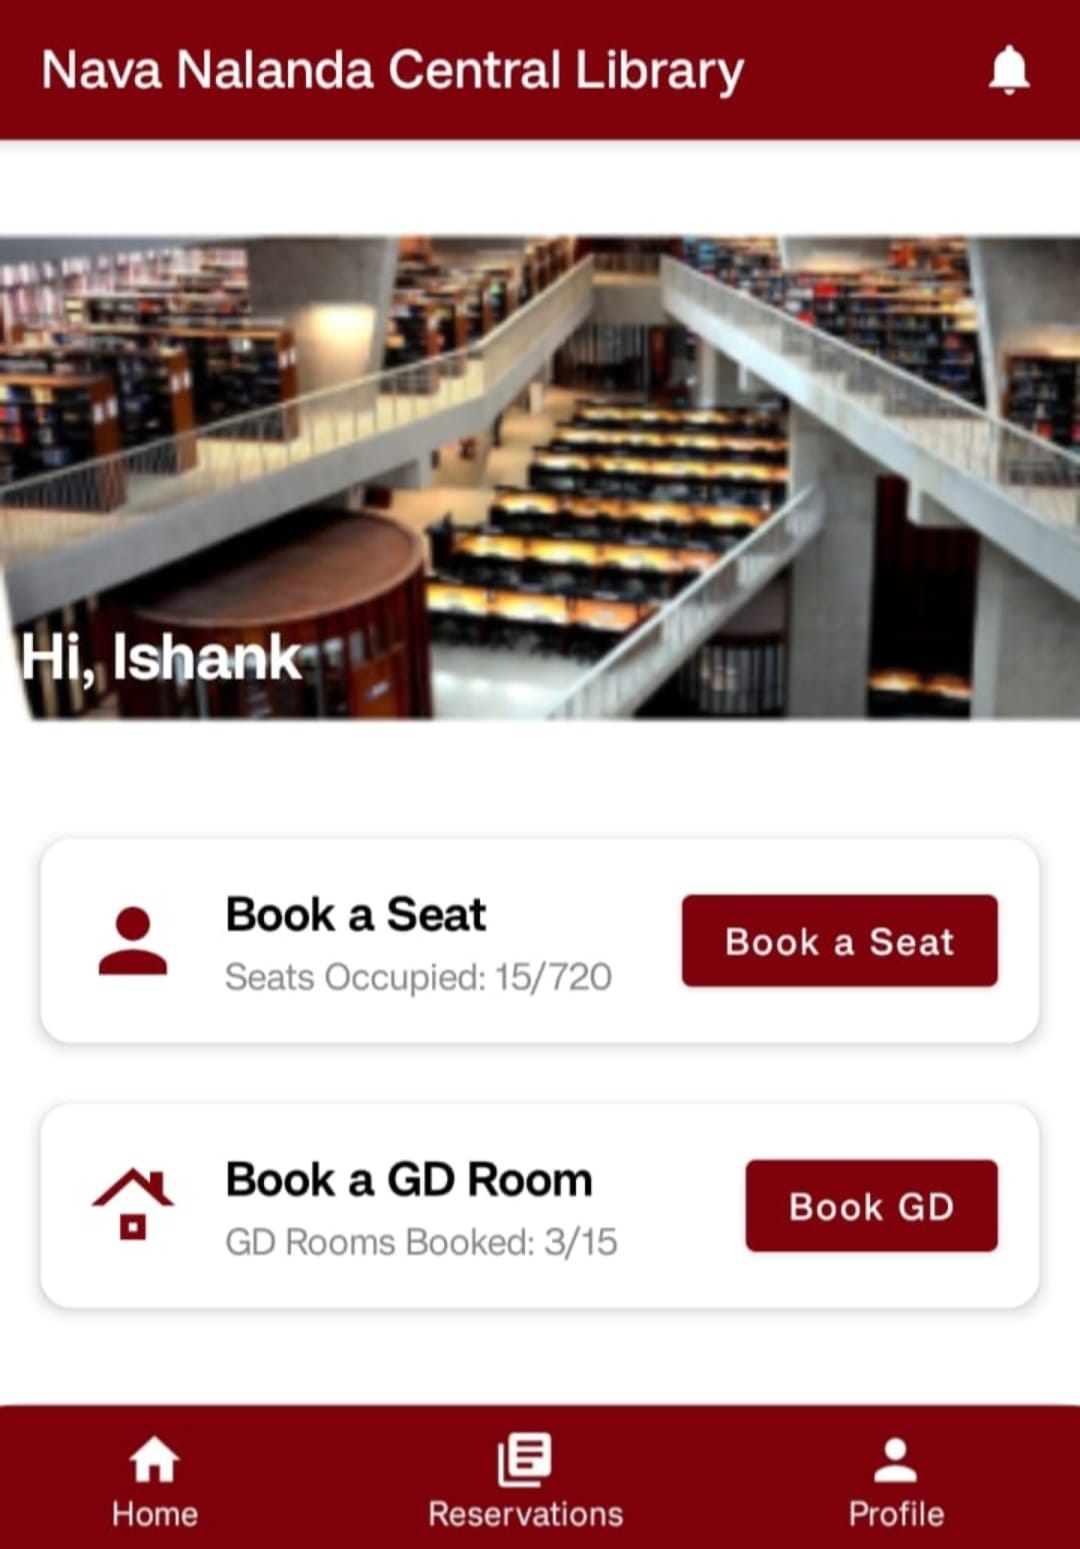 Nava Nalanda Central Library
Hi, Ishank
Book a Seat
Seats Occupied: 15/720
Book a Seat
Book a GD Room
GD Rooms Booked: 3/15
Book GD
Home
Reservations
Profile